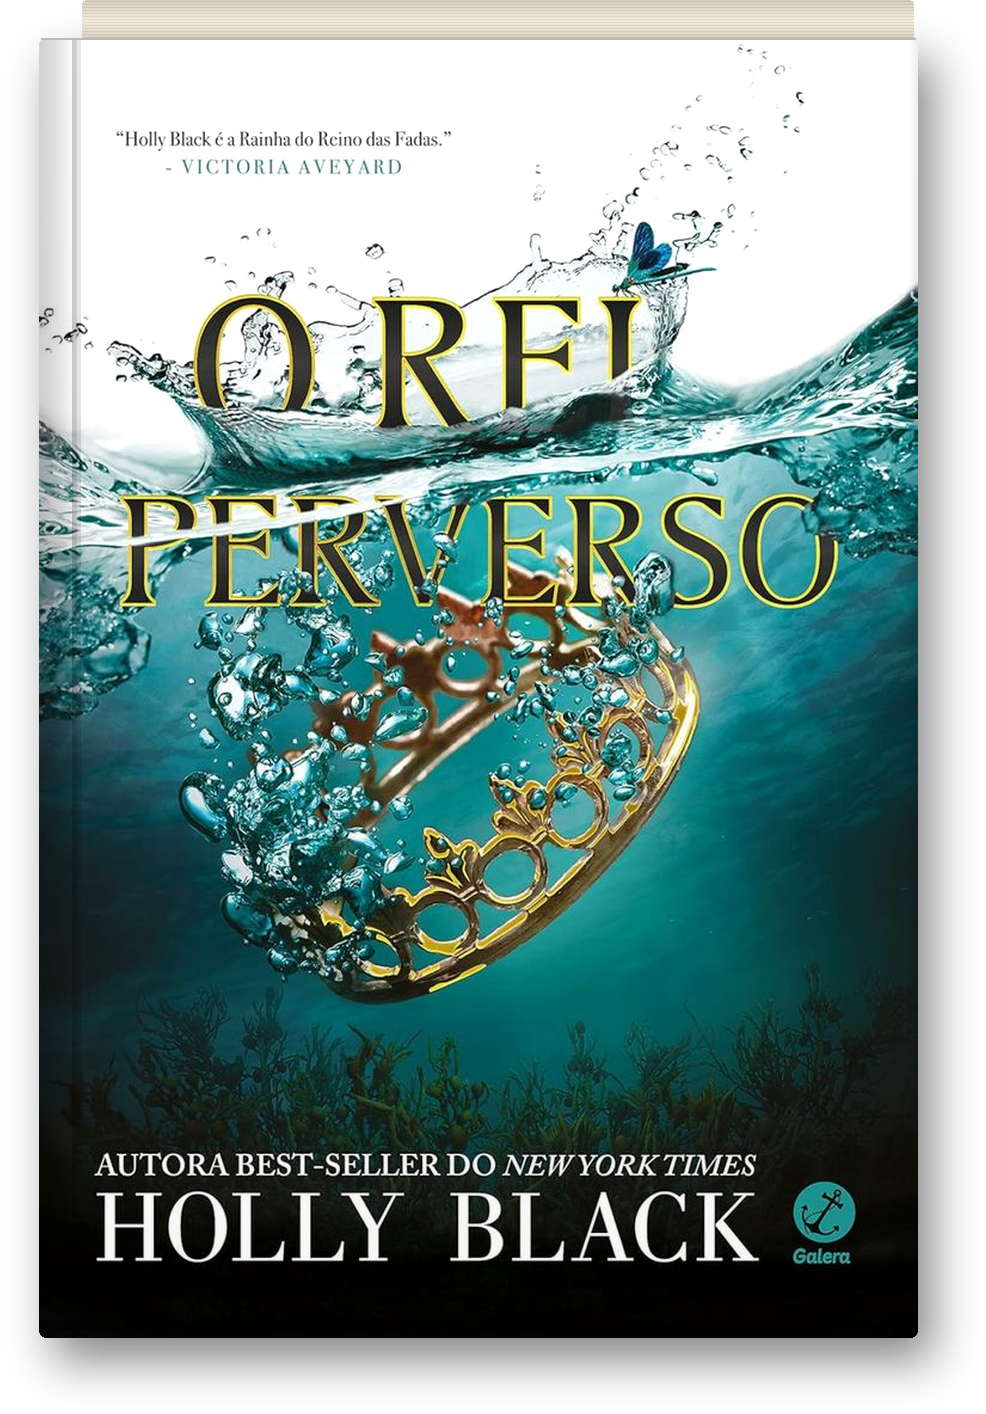 “Holly Black é a Rainha do Reino das Fadas.”
- VICTORIA AVEYARD
O REI
PERVERSO
AUTORA BEST-SELLER DO NEW YORK TIMES
HOLLY BLACK
Galera